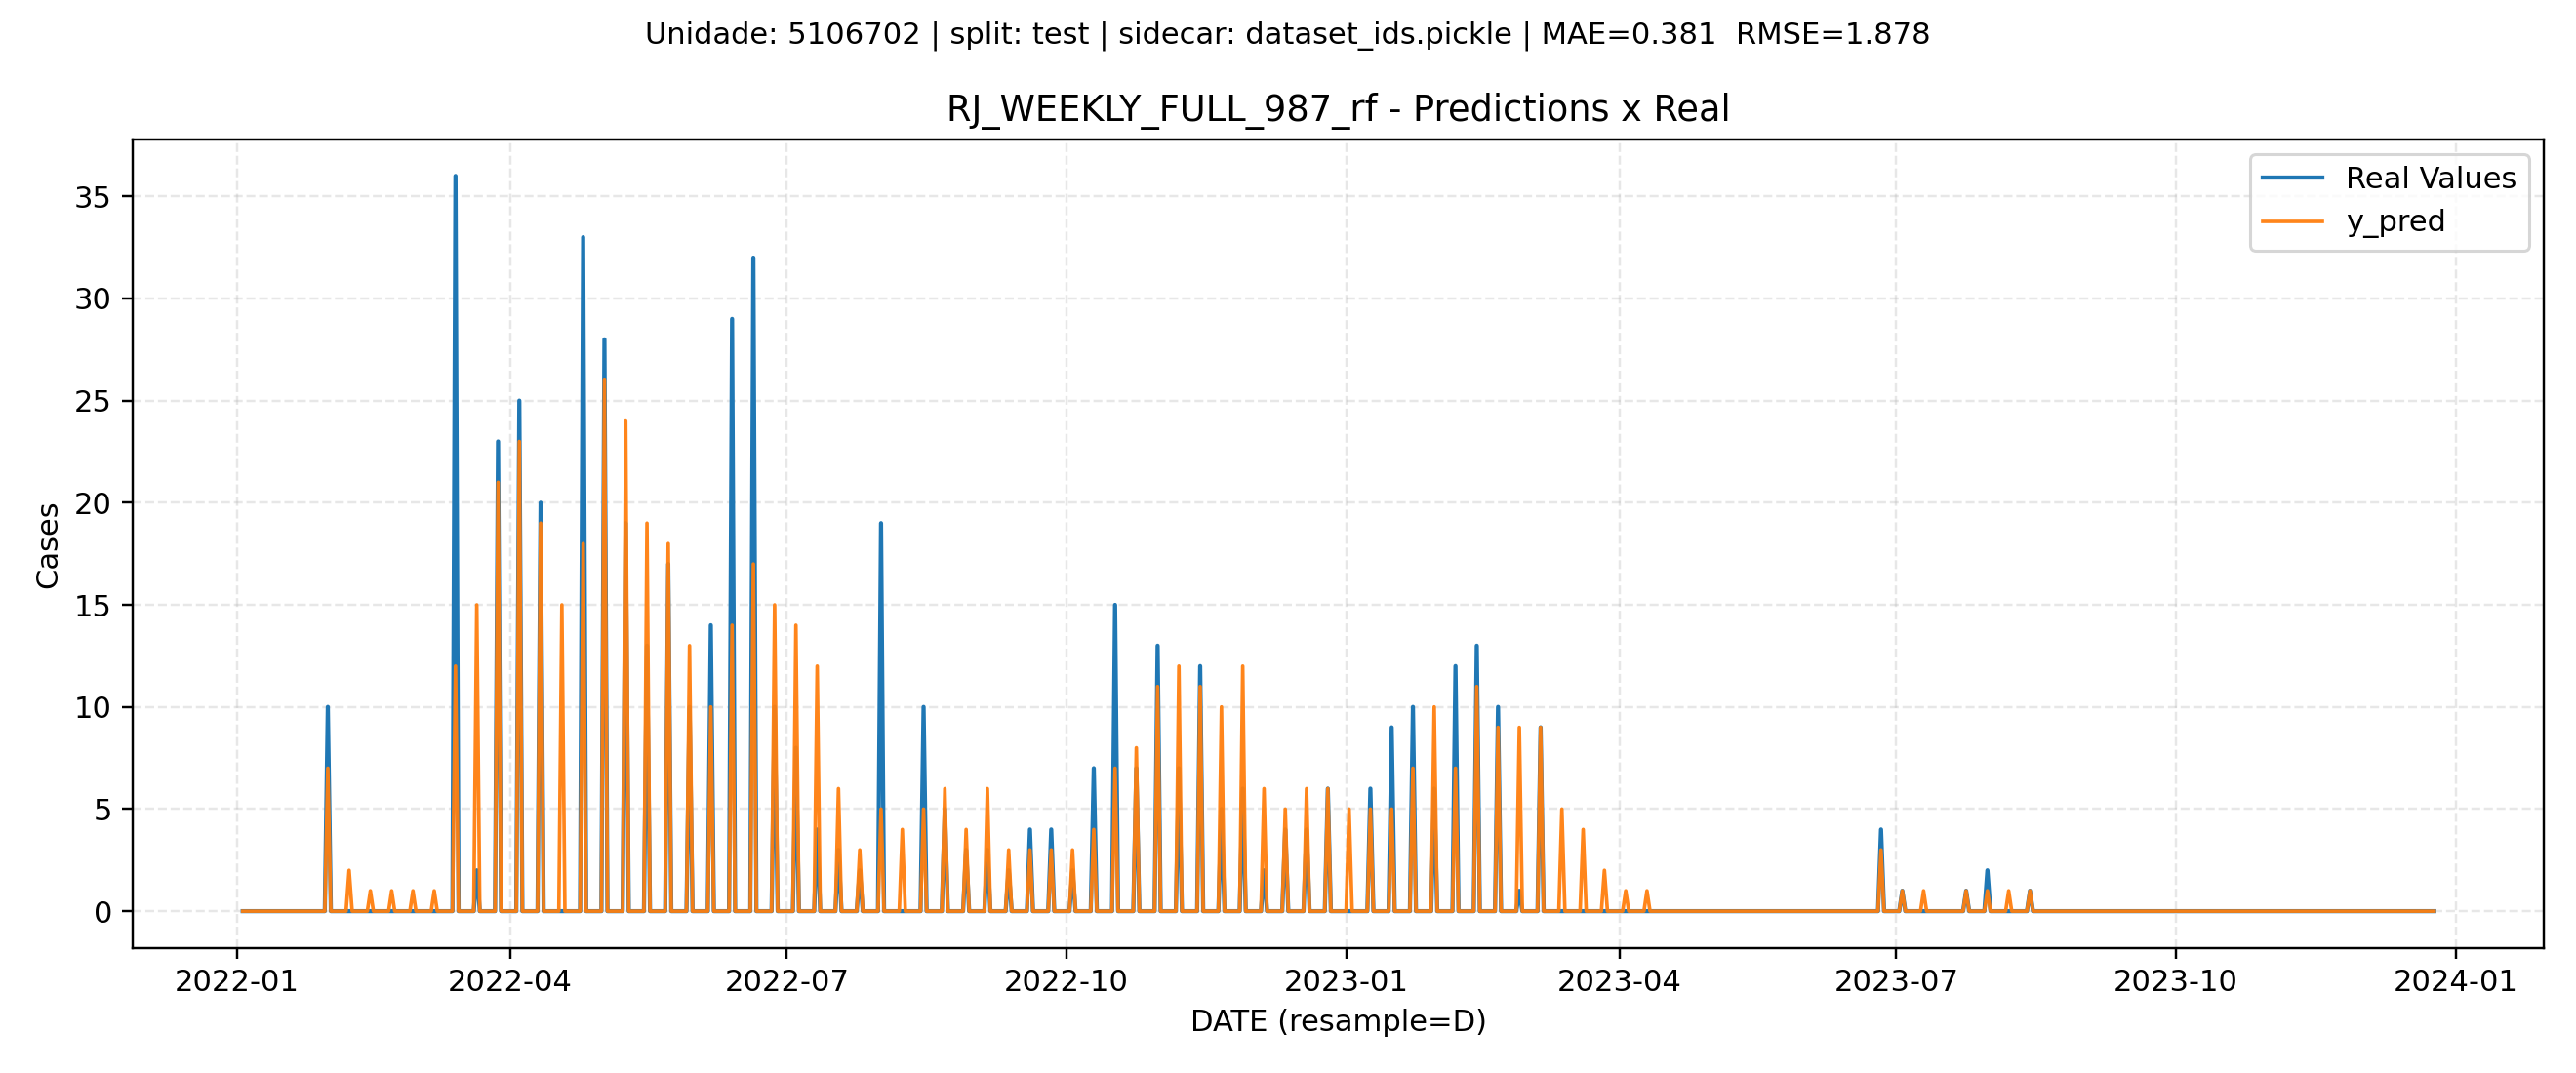 Unidade: 5106702 | split: test | sidecar: dataset_ids.pickle | MAE=0.381  RMSE=1.878
RJ_WEEKLY_FULL_987_rf - Predictions x Real
Real Values
y_pred
Cases
35
30
25
20
15
10
5
0
2022-01
2022-04
2022-07
2022-10
2023-01
2023-04
2023-07
2023-10
2024-01
DATE (resample=D)